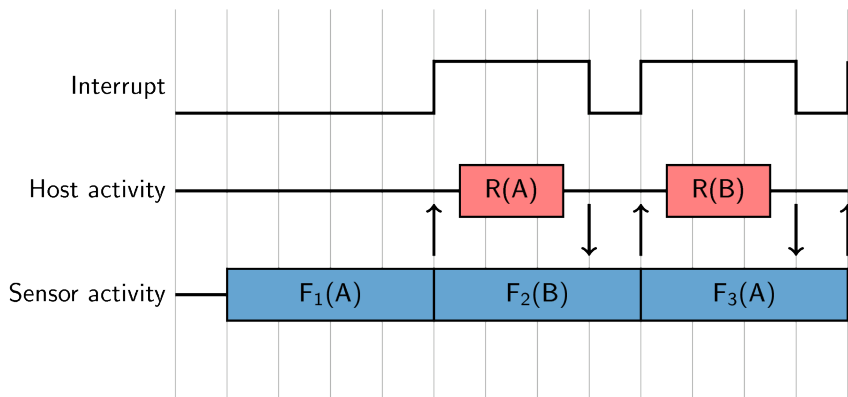 Interrupt
Host activity R(A) R(B)
Sensor activity F₁(A) F₂(B) F₃(A)